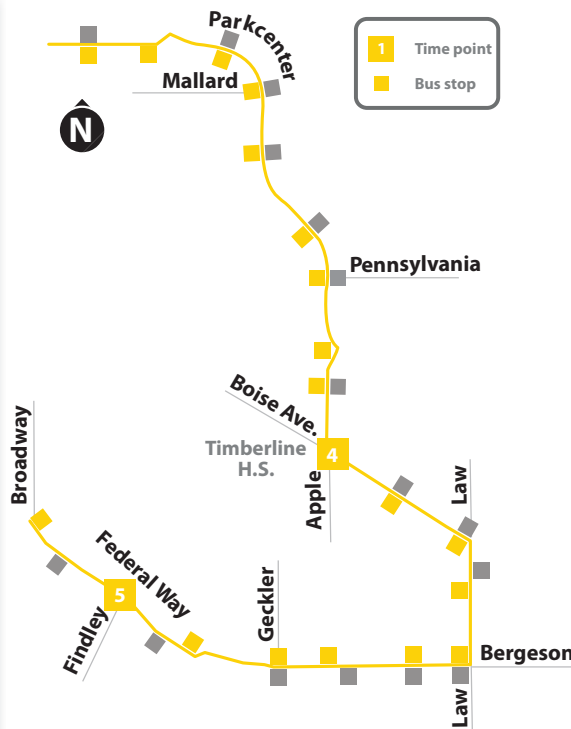 Parkcenter
1 Time point
Bus stop
Mallard
N
Pennsylvania
Boise Ave.
Timberline
H.S.
4
Apple
Law
Broadway
Federal Way
5
Findley
Geckler
Bergeson
Law